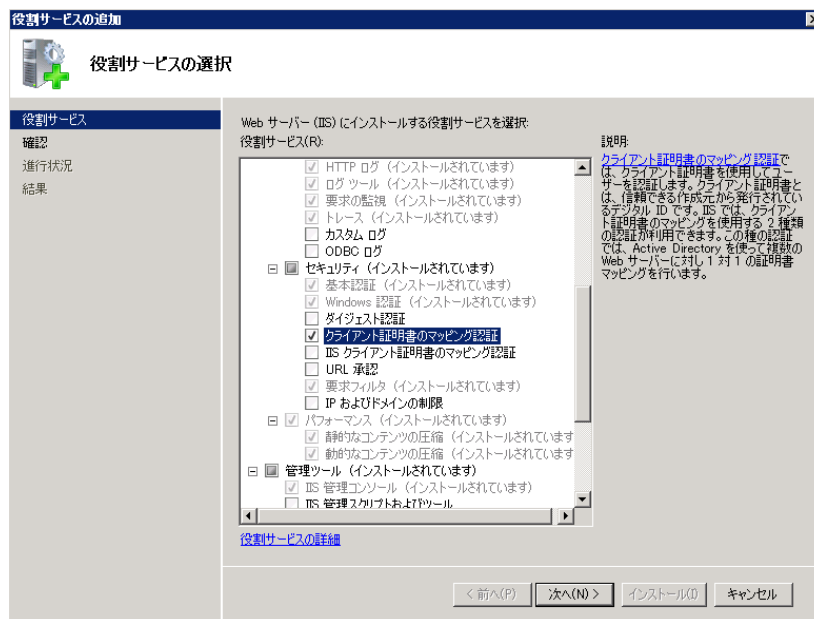 役割サービスの追加
役割サービスの選択
役割サービス
確認
進行状況
結果
Web サーバー (IIS) にインストールする役割サービスを選択:
役割サービス(R):
HTTP ログ (インストールされています)
ログ ツール (インストールされています)
要求の監視 (インストールされています)
トレース (インストールされています)
カスタム ログ
ODBC ログ
セキュリティ (インストールされています)
基本認証 (インストールされています)
Windows 認証 (インストールされています)
ダイジェスト認証
クライアント証明書のマッピング認証
IIS クライアント証明書のマッピング認証
URL 承認
要求フィルタ (インストールされています)
IP およびドメインの制限
パフォーマンス (インストールされています)
静的なコンテンツの圧縮 (インストールされています
動的なコンテンツの圧縮 (インストールされています
管理ツール (インストールされています)
IIS 管理コンソール (インストールされています)
IIS 管理スクリプトおよびツール
役割サービスの詳細
説明:
クライアント証明書のマッピング認証で
は、クライアント証明書を使用してユー
ザーを認証します。クライアント証明書と
は、信頼できる作成元から発行されてい
るデジタル ID です。IIS では、クライアン
ト証明書のマッピングを使用する 2 種類
の認証が利用できます。この種の認証
では、Active Directory を使って複数の
Web サーバーに対し 1 対 1 の証明書
マッピングを行います。
< 前へ(P)
次へ(N) >
インストール(I)
キャンセル